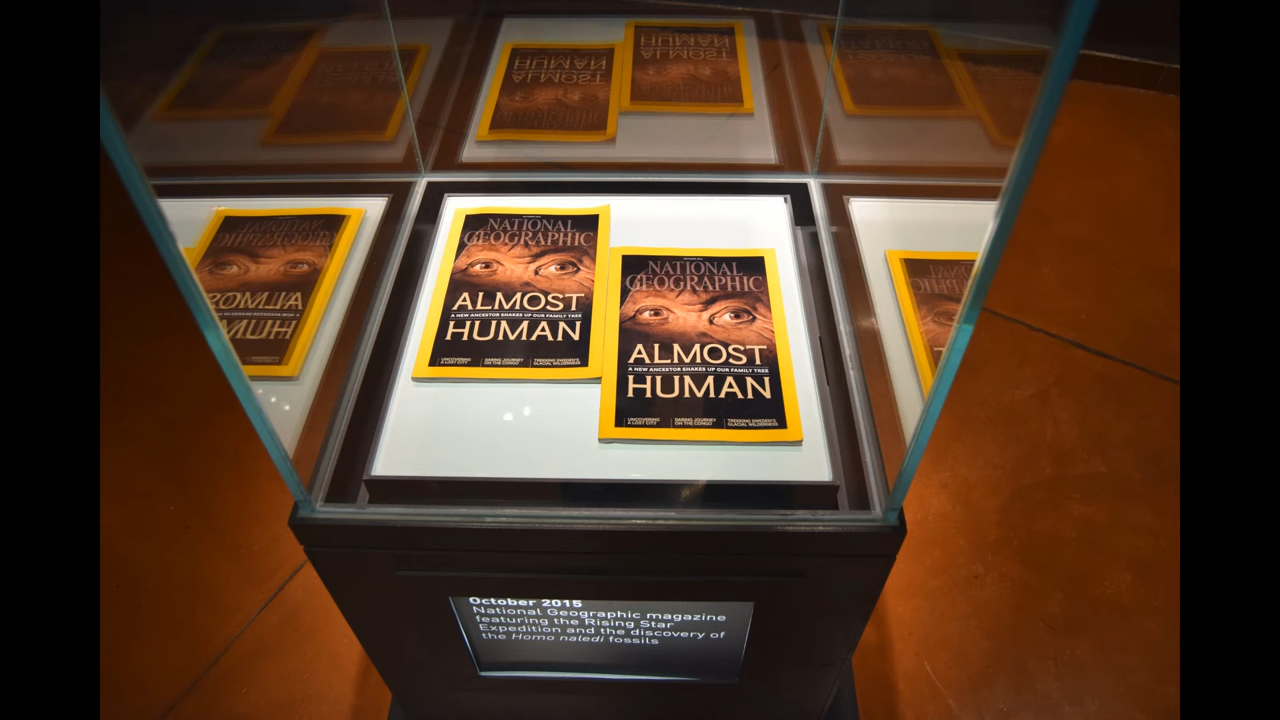 NATIONAL
GEOGRAPHIC
ALMOST
A NEW ANCESTOR SHAKES UP OUR FAMILY TREE
HUMAN
UNCOVERING
A LOST CITY
DARING JOURNEY
ON THE CONGO
TREKKING SWEDEN'S
GLACIAL WILDERNESS
NATIONAL
GEOGRAPHIC
ALMOST
A NEW ANCESTOR SHAKES UP OUR FAMILY TREE
HUMAN
UNCOVERING
A LOST CITY
DARING JOURNEY
ON THE CONGO
TREKKING SWEDEN'S
GLACIAL WILDERNESS
October 2015
National Geographic magazine
featuring the Rising Star
Expedition and the discovery of
the Homo naledi fossils